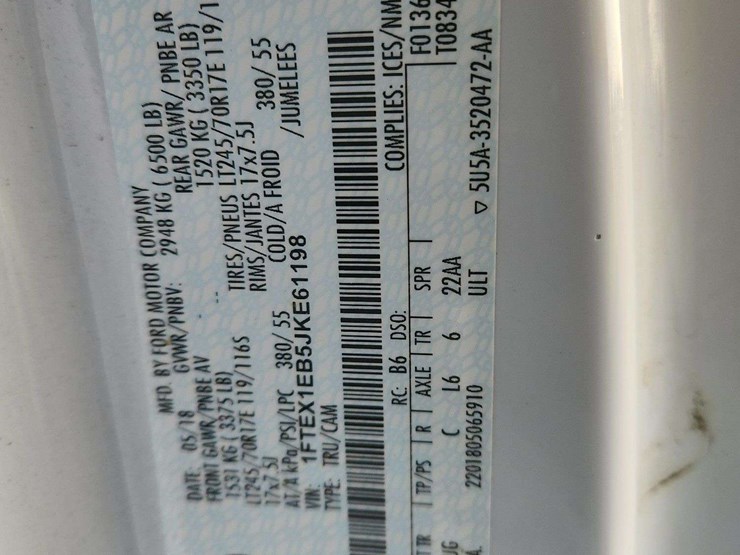 MFD. BY FORD MOTOR COMPANY
DATE: 05/18 GVWR/PNBV: 2948 KG ( 6500 LB)
FRONT GAWR/PNBE AV REAR GAWR/ PNBE AR
1531 KG ( 3375 LB) 1520 KG ( 3350 LB)
LT245/70R17E 119/116S TIRES/PNEUS LT245/70R17E 119/1
17x7.5J RIMS/JANTES 17x7.5J
AT/A kPa/PSI/LPC 380/ 55 COLD/A FROID 380/ 55
VIN: 1FTEX1EB5JKE61198 /JUMELEES
TYPE: TRU/CAM
COMPLIES: ICES/NM
RC: B6 DSO: F0136
TR TP/PS R AXLE TR SPR T0834
UG C L6 6 22AA
2201805065910 ULT ▽ 5U5A-3520472-AA